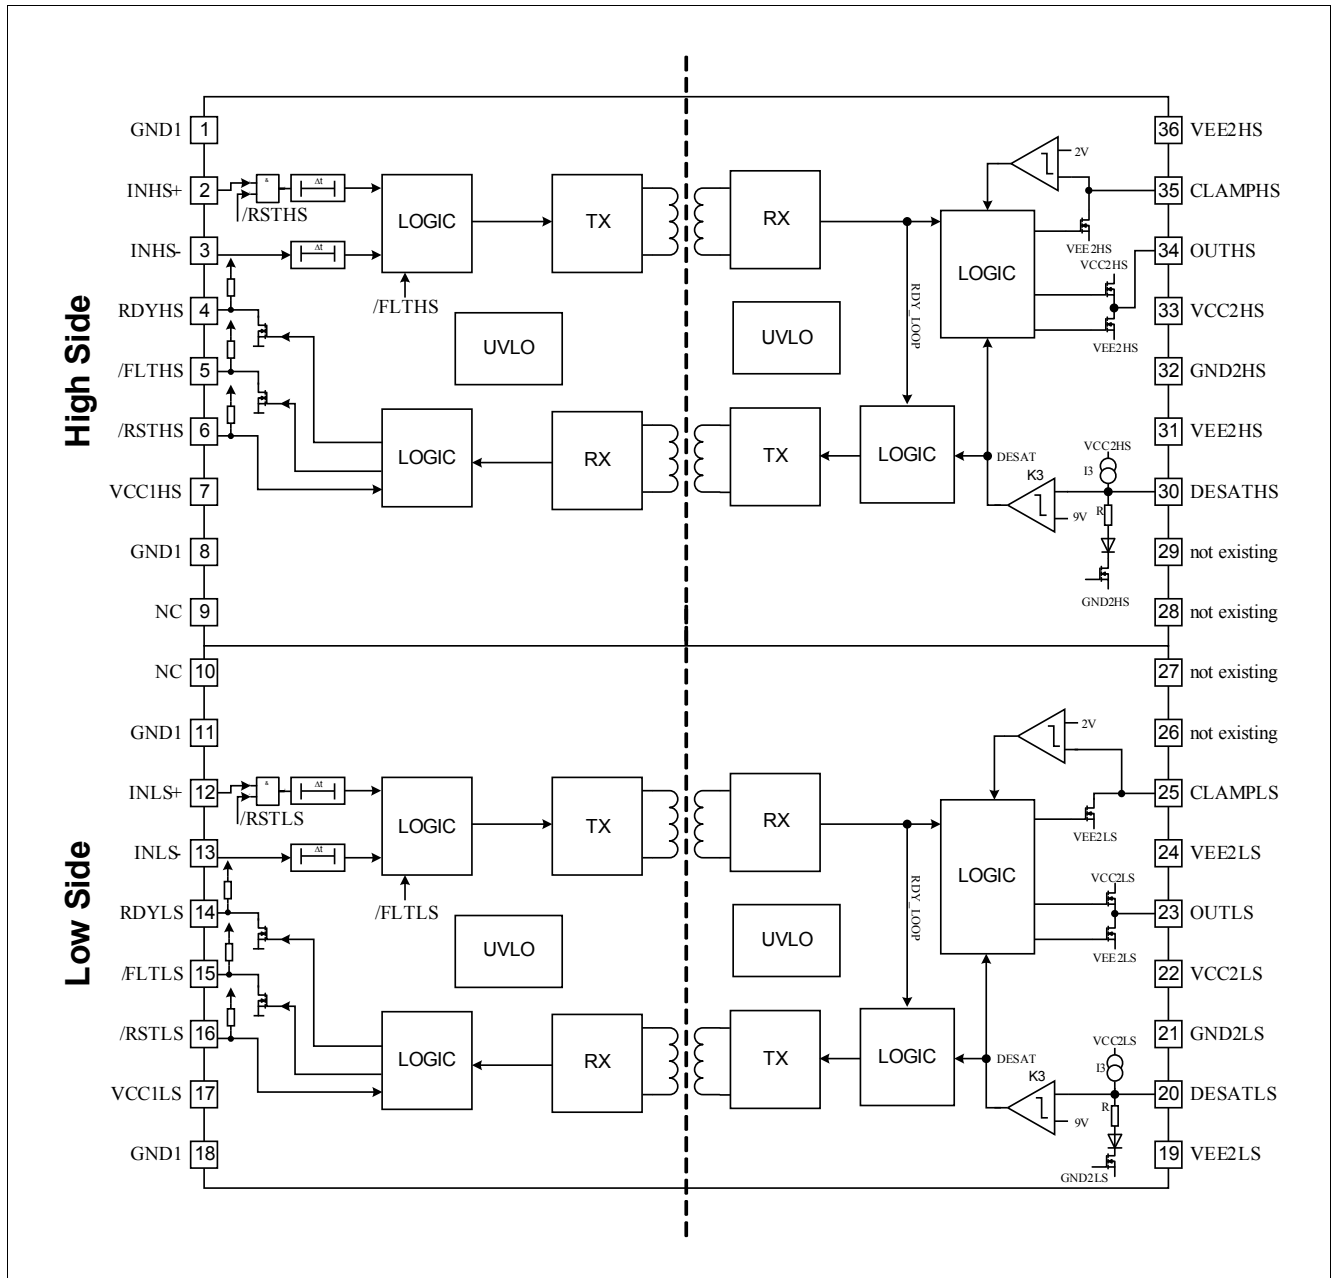 High Side
GND1 1
INHS+ 2
& Δt
/RSTHS
INHS- 3
Δt
RDYHS 4
/FLTHS 5
/RSTHS 6
VCC1HS 7
GND1 8
NC 9
LOGIC
TX
/FLTHS
UVLO
LOGIC
RX
RX
UVLO
TX
RDY_LOOP
LOGIC
LOGIC
2V
VEE2HS
VCC2HS
VEE2HS
DESAT
K3
9V
VCC2HS
I3
R
GND2HS
36 VEE2HS
35 CLAMPHS
34 OUTHS
33 VCC2HS
32 GND2HS
31 VEE2HS
30 DESATHS
29 not existing
28 not existing
Low Side
NC 10
GND1 11
INLS+ 12
& Δt
/RSTLS
INLS- 13
Δt
RDYLS 14
/FLTLS 15
/RSTLS 16
VCC1LS 17
GND1 18
LOGIC
TX
/FLTLS
UVLO
LOGIC
RX
RX
UVLO
TX
RDY_LOOP
LOGIC
LOGIC
2V
VEE2LS
VCC2LS
VEE2LS
DESAT
K3
9V
VCC2LS
I3
R
GND2LS
27 not existing
26 not existing
25 CLAMPLS
24 VEE2LS
23 OUTLS
22 VCC2LS
21 GND2LS
20 DESATLS
19 VEE2LS